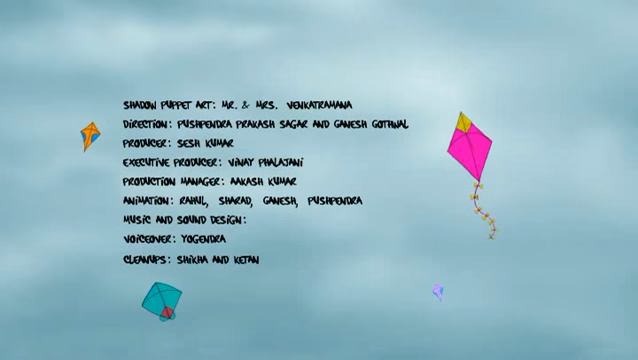 SHADOW PUPPET ART: MR. & MRS. VENKATRAMANA
DIRECTION: PUSHPENDRA PRAKASH SAGAR AND GANESH GOTHWAL
PRODUCER: SESH KUMAR
EXECUTIVE PRODUCER: VINAY PHALAJANI
PRODUCTION MANAGER: AAKASH KUMAR
ANIMATION: RAHUL, SHARAD, GANESH, PUSHPENDRA
MUSIC AND SOUND DESIGN:
VOICEOVER: YOGENDRA
CLEANUPS: SHIKHA AND KETAN